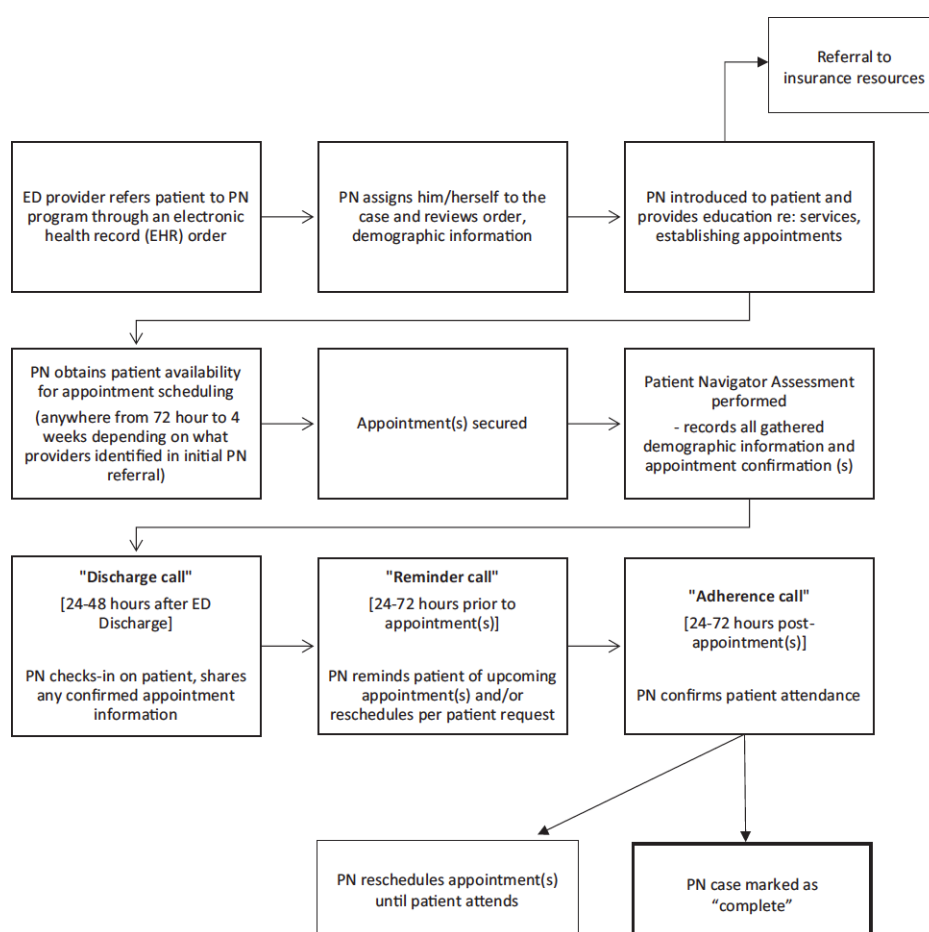 Referral to
insurance resources
ED provider refers patient to PN
program through an electronic
health record (EHR) order
PN assigns him/herself to the
case and reviews order,
demographic information
PN introduced to patient and
provides education re: services,
establishing appointments
PN obtains patient availability
for appointment scheduling
(anywhere from 72 hour to 4
weeks depending on what
providers identified in initial PN
referral)
Appointment(s) secured
Patient Navigator Assessment
performed
- records all gathered
demographic information and
appointment confirmation (s)
"Discharge call"
[24-48 hours after ED
Discharge]
PN checks-in on patient, shares
any confirmed appointment
information
"Reminder call"
[24-72 hours prior to
appointment(s)]
PN reminds patient of upcoming
appointment(s) and/or
reschedules per patient request
"Adherence call"
[24-72 hours post-
appointment(s)]
PN confirms patient attendance
PN reschedules appointment(s)
until patient attends
PN case marked as
“complete”